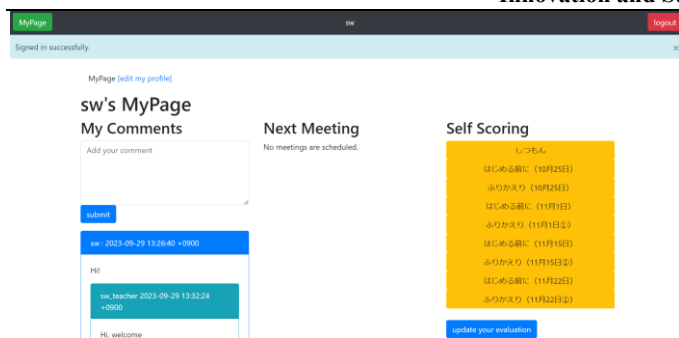 MyPage
sw
logout
Signed in successfully.
×
MyPage [edit my profile]
sw's MyPage
My Comments
Add your comment
submit
sw : 2023-09-29 13:26:40 +0900
Hi!
sw_teacher 2023-09-29 13:32:24
+0900
Hi, welcome
Next Meeting
No meetings are scheduled.
Self Scoring
しつもん
はじめる前に（10月25日）
ふりかえり（10月25日）
はじめる前に（11月1日）
ふりかえり（11月1日②）
はじめる前に（11月15日）
ふりかえり（11月15日②）
はじめる前に（11月22日）
ふりかえり（11月22日②）
update your evaluation